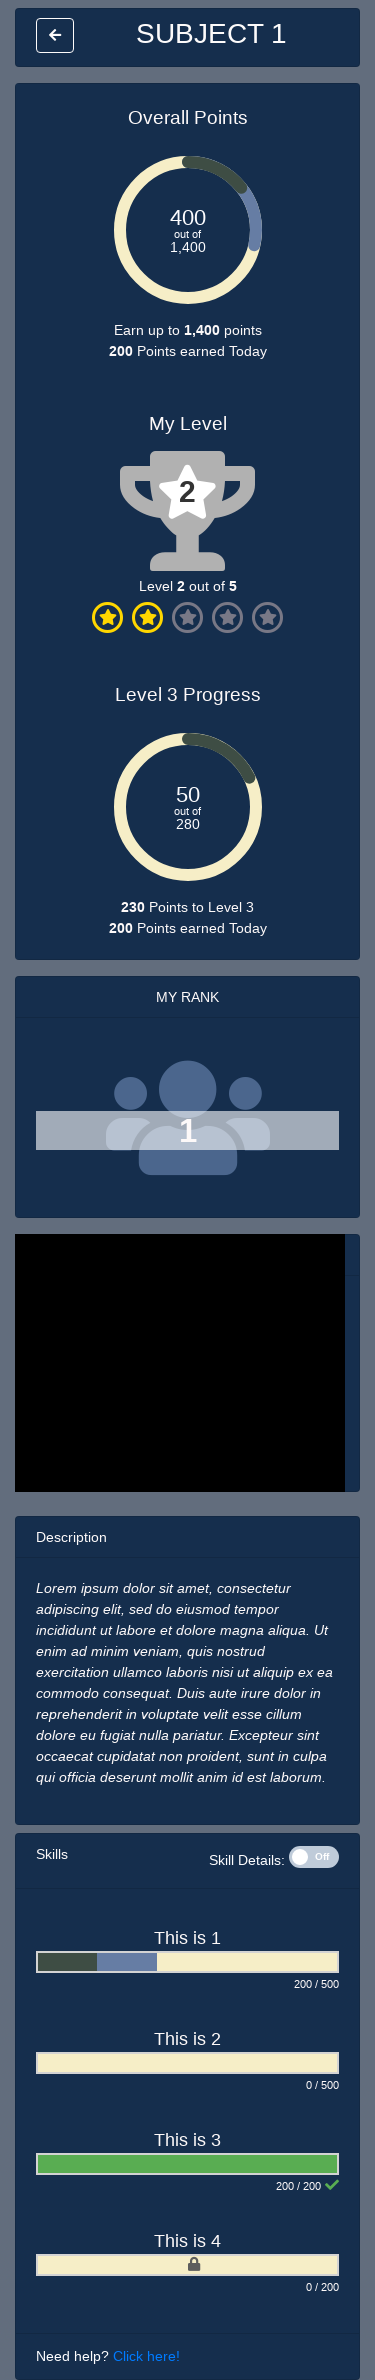 SUBJECT 1
Overall Points
400
out of
1,400
Earn up to 1,400 points
200 Points earned Today
My Level
2
Level 2 out of 5
Level 3 Progress
50
out of
280
230 Points to Level 3
200 Points earned Today
MY RANK
1
Description
Lorem ipsum dolor sit amet, consectetur
adipiscing elit, sed do eiusmod tempor
incididunt ut labore et dolore magna aliqua. Ut
enim ad minim veniam, quis nostrud
exercitation ullamco laboris nisi ut aliquip ex ea
commodo consequat. Duis aute irure dolor in
reprehenderit in voluptate velit esse cillum
dolore eu fugiat nulla pariatur. Excepteur sint
occaecat cupidatat non proident, sunt in culpa
qui officia deserunt mollit anim id est laborum.
Skills
Skill Details: Off
This is 1
200 / 500
This is 2
0 / 500
This is 3
200 / 200
This is 4
0 / 200
Need help? Click here!